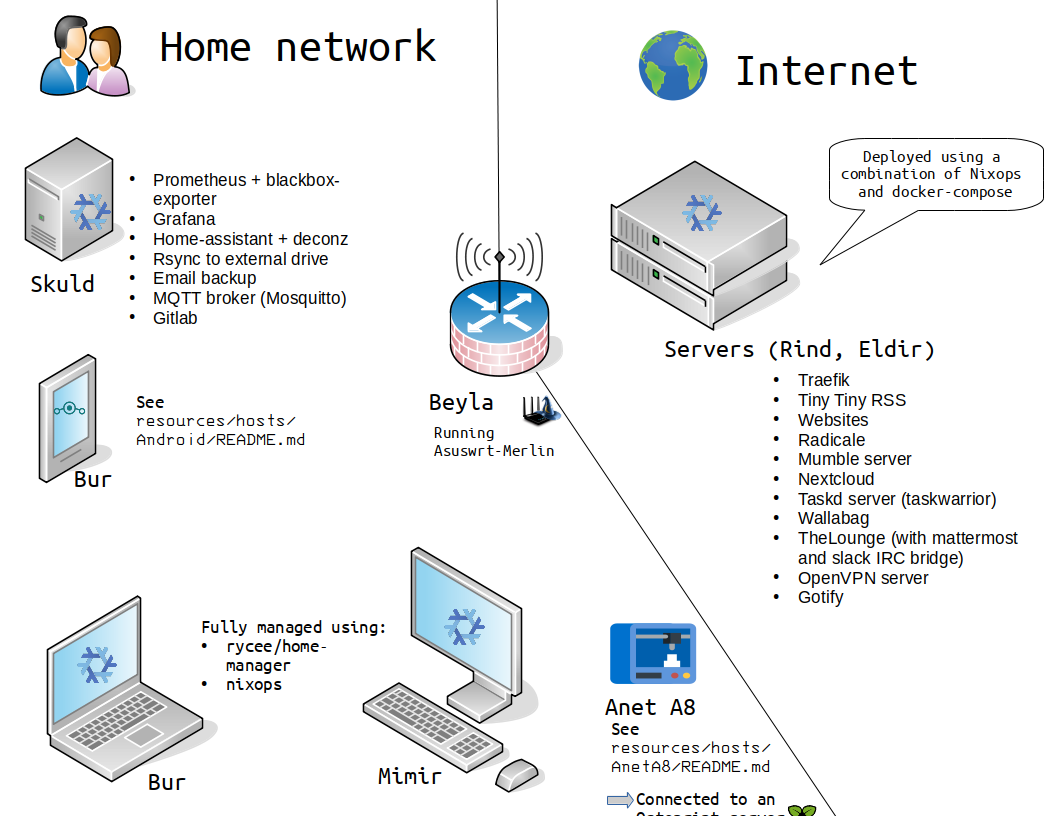 Home network
Internet
Deployed using a
combination of Nixops
and docker-compose
• Prometheus + blackbox-
exporter
• Grafana
• Home-assistant + deconz
• Rsync to external drive
• Email backup
• MQTT broker (Mosquitto)
• Gitlab
Skuld
Servers (Rind, Eldir)
• Traefik
• Tiny Tiny RSS
• Websites
• Radicale
• Mumble server
• Nextcloud
• Taskd server (taskwarrior)
• Wallabag
• TheLounge (with mattermost
and slack IRC bridge)
• OpenVPN server
• Gotify
See
resources/hosts/
Android/README.md
Bur
Beyla
Running
Asuswrt-Merlin
Fully managed using:
• rycee/home-
manager
• nixops
Bur
Mimir
Anet A8
See
resources/hosts/
AnetA8/README.md
Connected to an